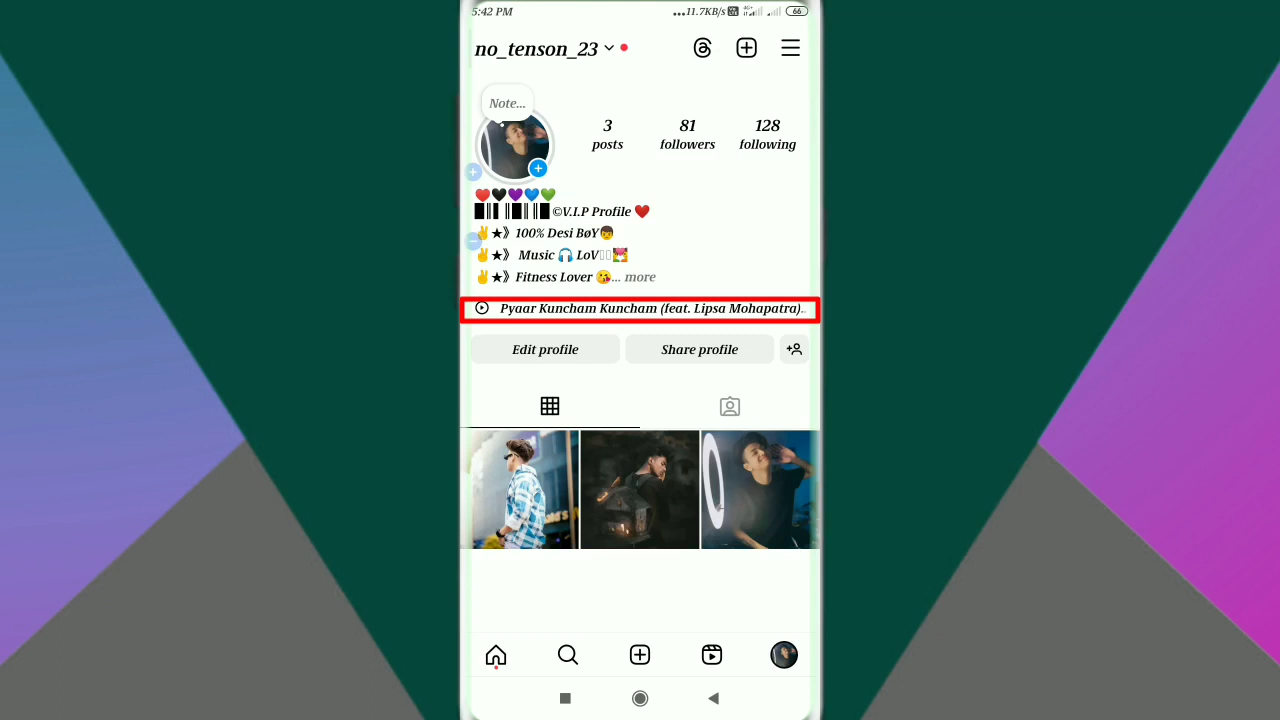 5:42 PM
11.7KB/s
4G+
66
no_tenson_23
Note...
3
posts
81
followers
128
following
❤️🖤💜💙💚
█║▌║█║║█ ©V.I.P Profile ❤️
✌️★》100% Desi BøY👦
✌️★》 Music 🎧 LoV
✌️★》Fitness Lover 😘... more
Pyaar Kuncham Kuncham (feat. Lipsa Mohapatra)..
Edit profile
Share profile